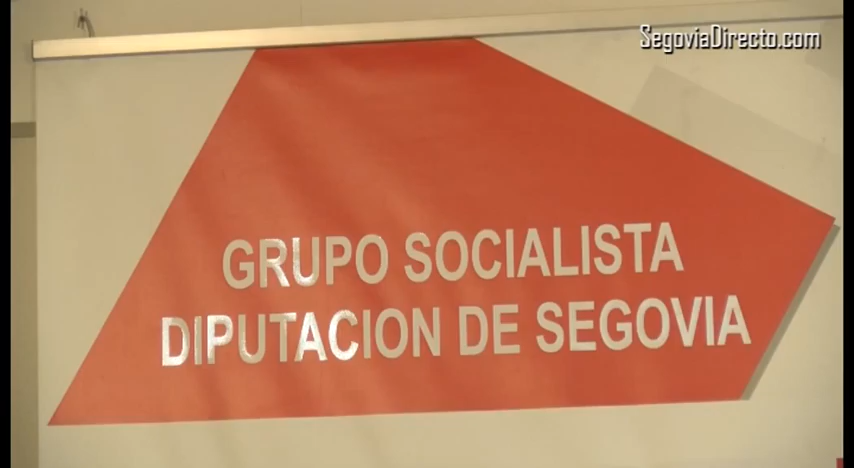 SegoviaDirecto.com
GRUPO SOCIALISTA
DIPUTACION DE SEGOVIA